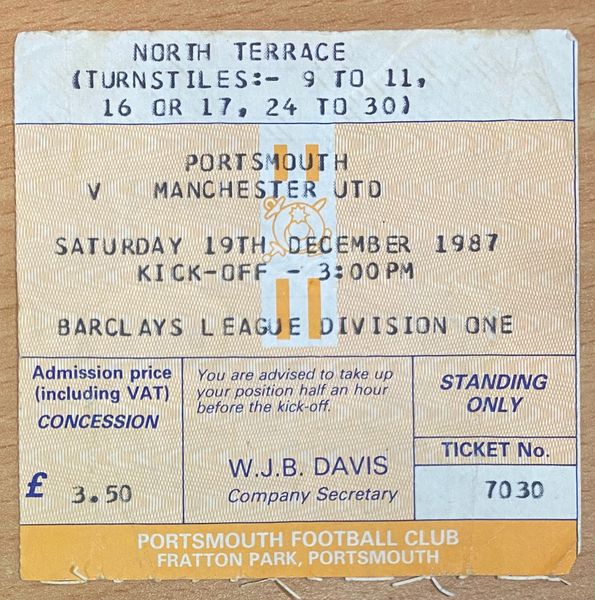 NORTH TERRACE
(TURNSTILES:- 9 TO 11,
16 OR 17, 24 TO 30)
PORTSMOUTH
V MANCHESTER UTD
SATURDAY 19TH DECEMBER 1987
KICK-OFF - 3:00PM
BARCLAYS LEAGUE DIVISION ONE
Admission price
(including VAT)
CONCESSION
£ 3.50
You are advised to take up
your position half an hour
before the kick-off.
W.J.B. DAVIS
Company Secretary
STANDING
ONLY
TICKET No.
7030
PORTSMOUTH FOOTBALL CLUB
FRATTON PARK, PORTSMOUTH